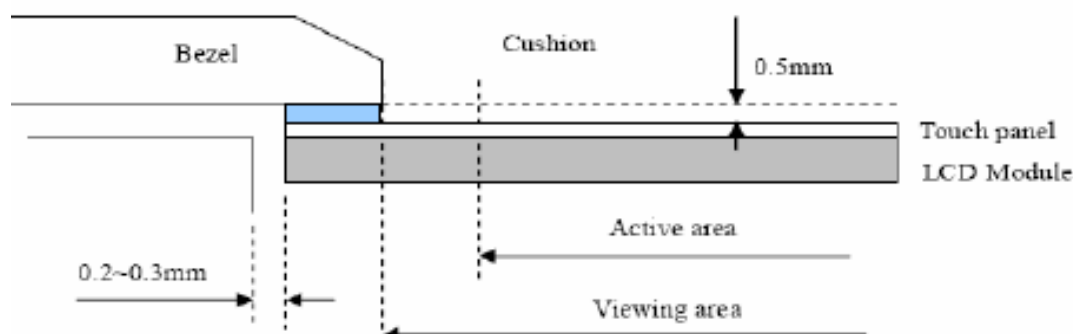 Bezel
Cushion
0.5mm
Touch panel
LCD Module
Active area
0.2~0.3mm
Viewing area